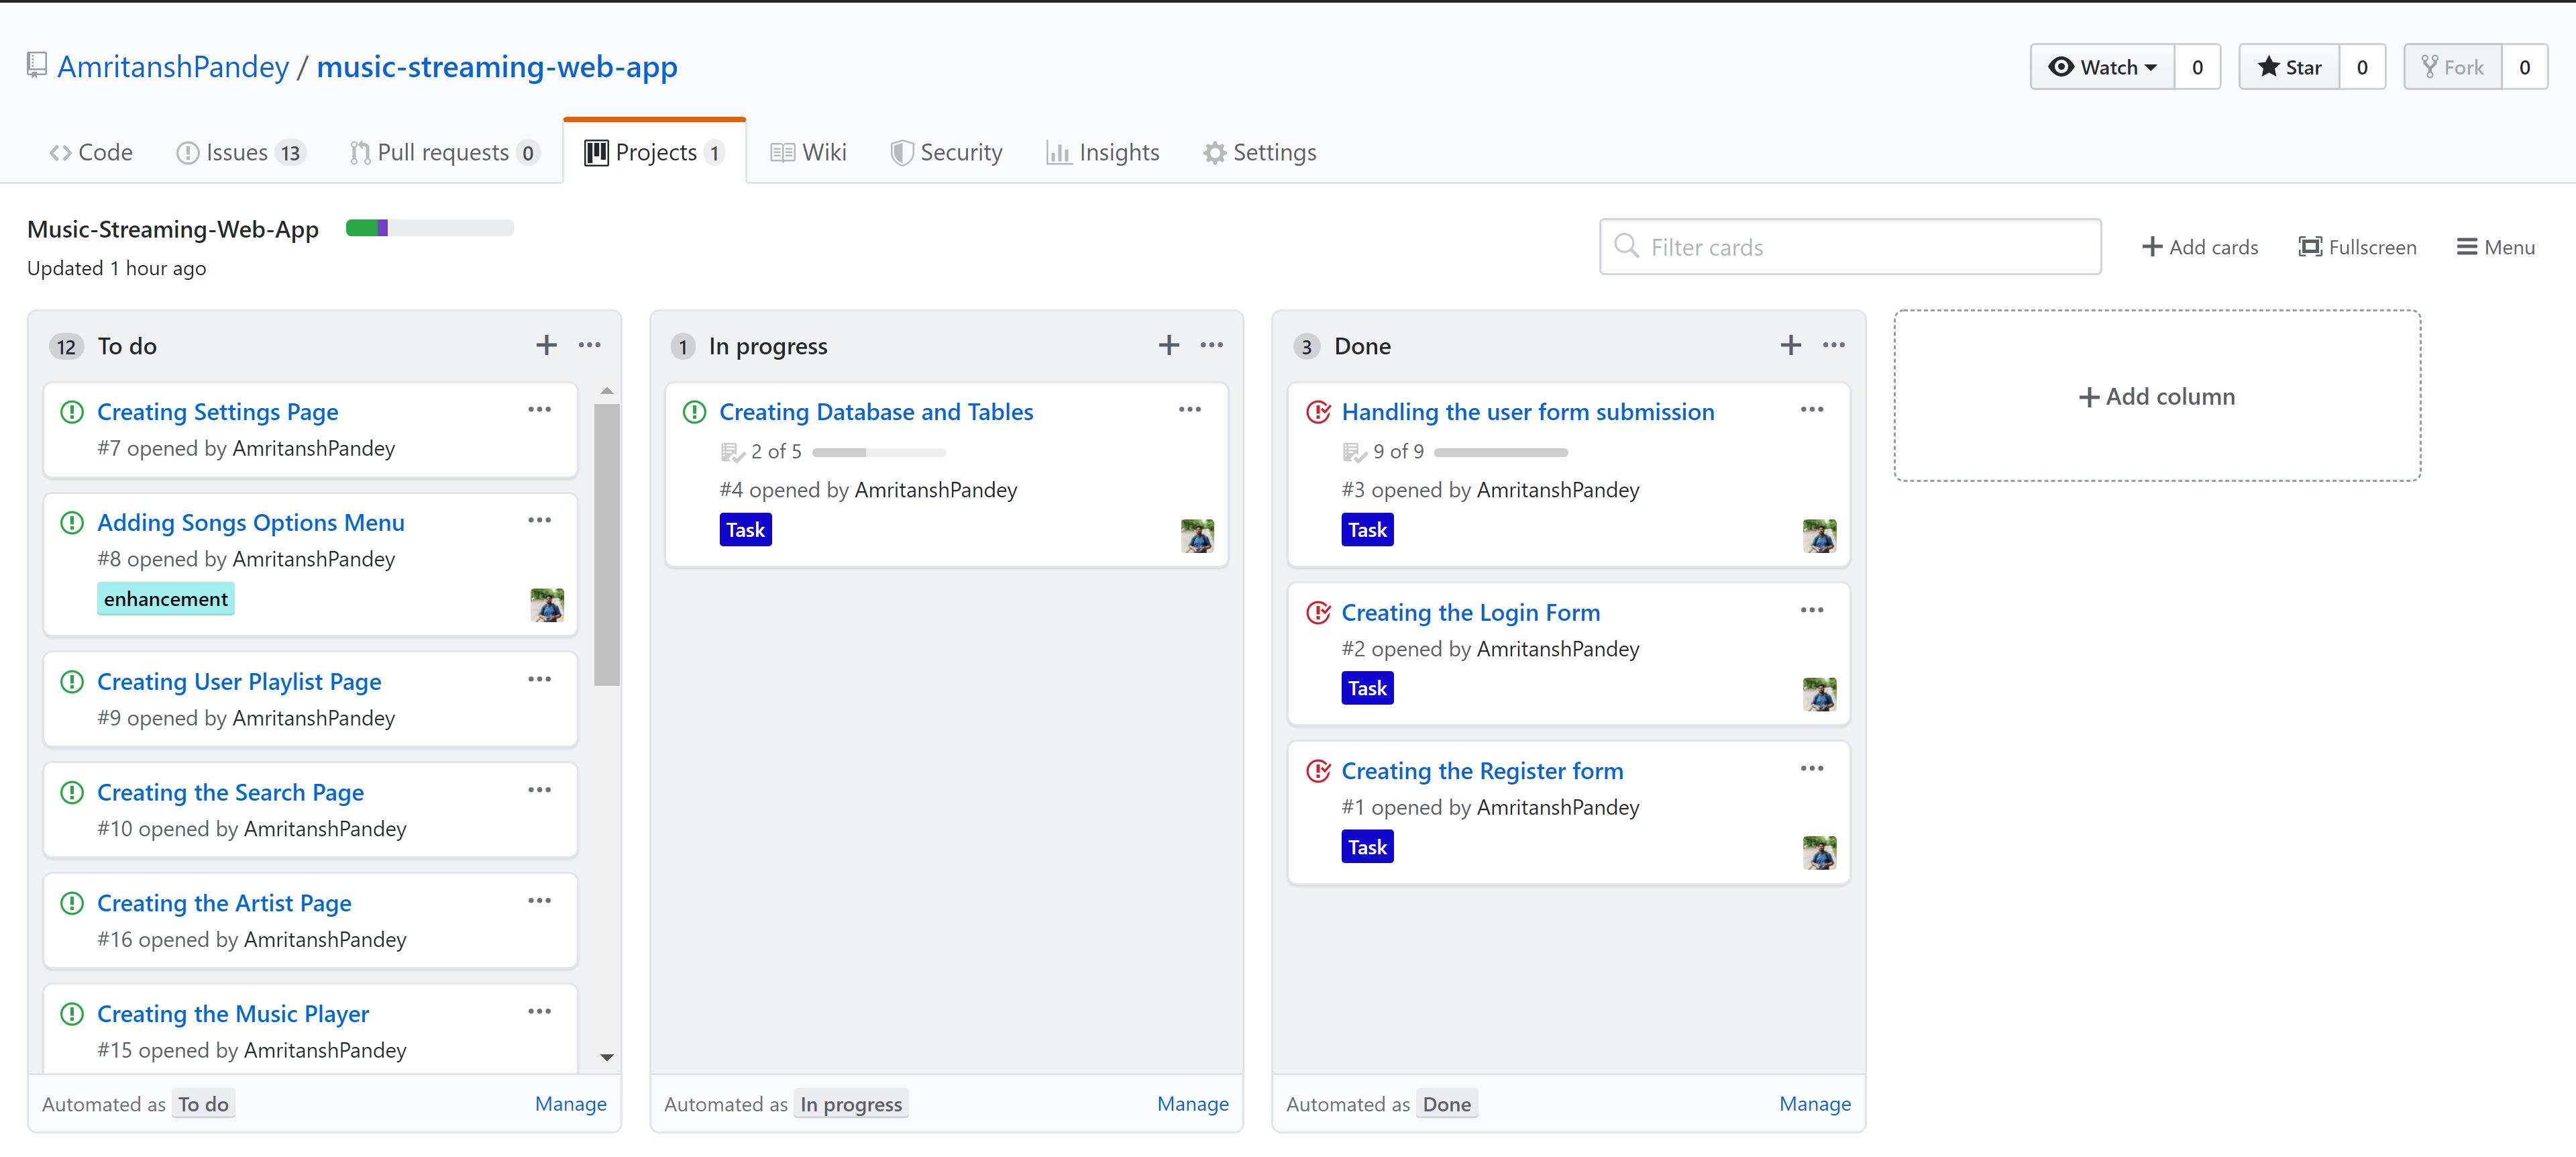 AmritanshPandey / music-streaming-web-app
Watch 0 Star 0 Fork 0
Code Issues 13 Pull requests 0 Projects 1 Wiki Security Insights Settings
Music-Streaming-Web-App
Updated 1 hour ago
Filter cards
Add cards Fullscreen Menu
12 To do
Creating Settings Page
#7 opened by AmritanshPandey
Adding Songs Options Menu
#8 opened by AmritanshPandey
enhancement
Creating User Playlist Page
#9 opened by AmritanshPandey
Creating the Search Page
#10 opened by AmritanshPandey
Creating the Artist Page
#16 opened by AmritanshPandey
Creating the Music Player
#15 opened by AmritanshPandey
Automated as To do Manage
1 In progress
Creating Database and Tables
2 of 5
#4 opened by AmritanshPandey
Task
Automated as In progress Manage
3 Done
Handling the user form submission
9 of 9
#3 opened by AmritanshPandey
Task
Creating the Login Form
#2 opened by AmritanshPandey
Task
Creating the Register form
#1 opened by AmritanshPandey
Task
Automated as Done Manage
Add column